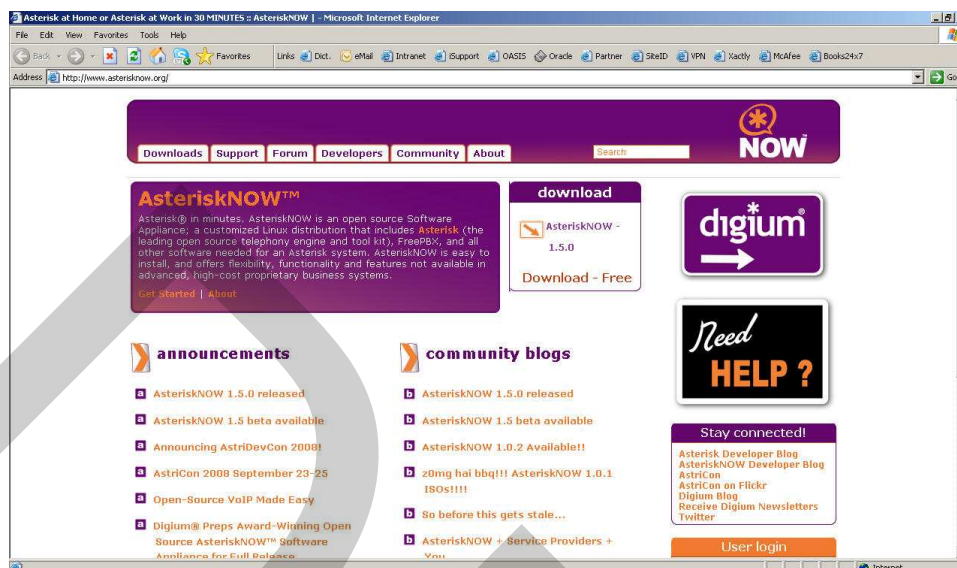 Asterisk at Home or Asterisk at Work in 30 MINUTES :: AsteriskNOW | - Microsoft Internet Explorer
File Edit View Favorites Tools Help
Back Favorites Links Dict. eMail Intranet iSupport OASIS Oracle Partner SiteID VPN Xactly McAfee Books24x7
Address http://www.asterisknow.org/ Go
NOW™
Downloads Support Forum Developers Community About Search
AsteriskNOW™
Asterisk® in minutes. AsteriskNOW is an open source Software
Appliance; a customized Linux distribution that includes Asterisk (the
leading open source telephony engine and tool kit), FreePBX, and all
other software needed for an Asterisk system. AsteriskNOW is easy to
install, and offers flexibility, functionality and features not available in
advanced, high-cost proprietary business systems.
Get Started | About
download
AsteriskNOW -
1.5.0
Download - Free
digium®
Need
HELP ?
announcements
a AsteriskNOW 1.5.0 released
a AsteriskNOW 1.5 beta available
a Announcing AstriDevCon 2008!
a AstriCon 2008 September 23-25
a Open-Source VoIP Made Easy
a Digium® Preps Award-Winning Open
Source AsteriskNOW™ Software
Appliance for Full Release
community blogs
b AsteriskNOW 1.5.0 released
b AsteriskNOW 1.5 beta available
b AsteriskNOW 1.0.2 Available!!
b z0mg hai bbq!!! AsteriskNOW 1.0.1
ISOs!!!!
b So before this gets stale...
b AsteriskNOW + Service Providers +
You
Stay connected!
Asterisk Developer Blog
AsteriskNOW Developer Blog
AstriCon
AstriCon on Flickr
Digium Blog
Receive Digium Newsletters
Twitter
User login
Internet